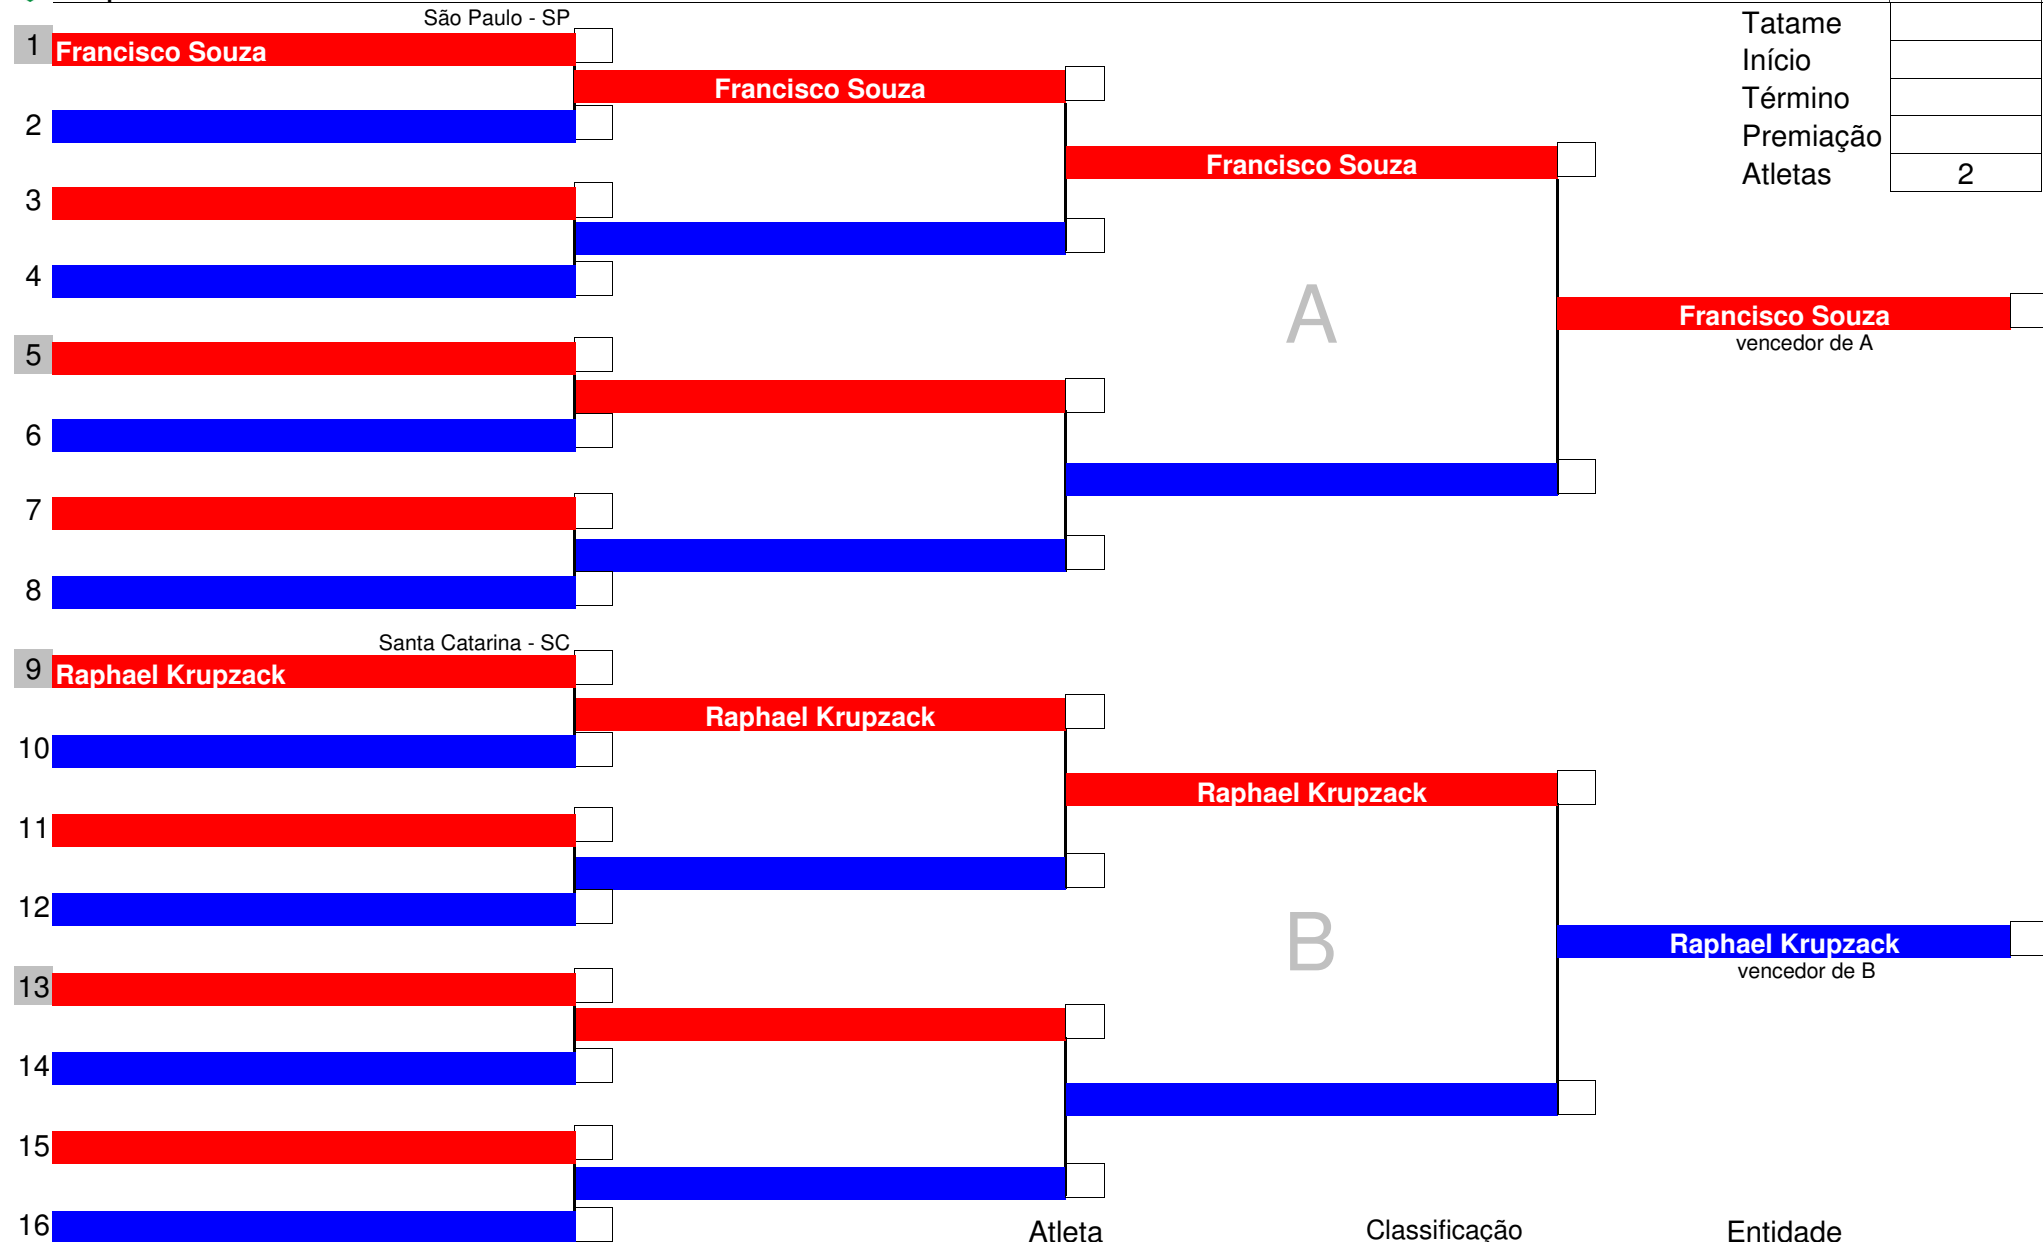 São Paulo - SP
1 Francisco Souza
Francisco Souza
2
Francisco Souza
3
4
A
Francisco Souza
vencedor de A
5
6
7
8
Santa Catarina - SC
9 Raphael Krupzack
Raphael Krupzack
10
Raphael Krupzack
11
12
B
Raphael Krupzack
vencedor de B
13
14
15
16
Tatame
Início
Término
Premiação
Atletas 2
Atleta Classificação Entidade